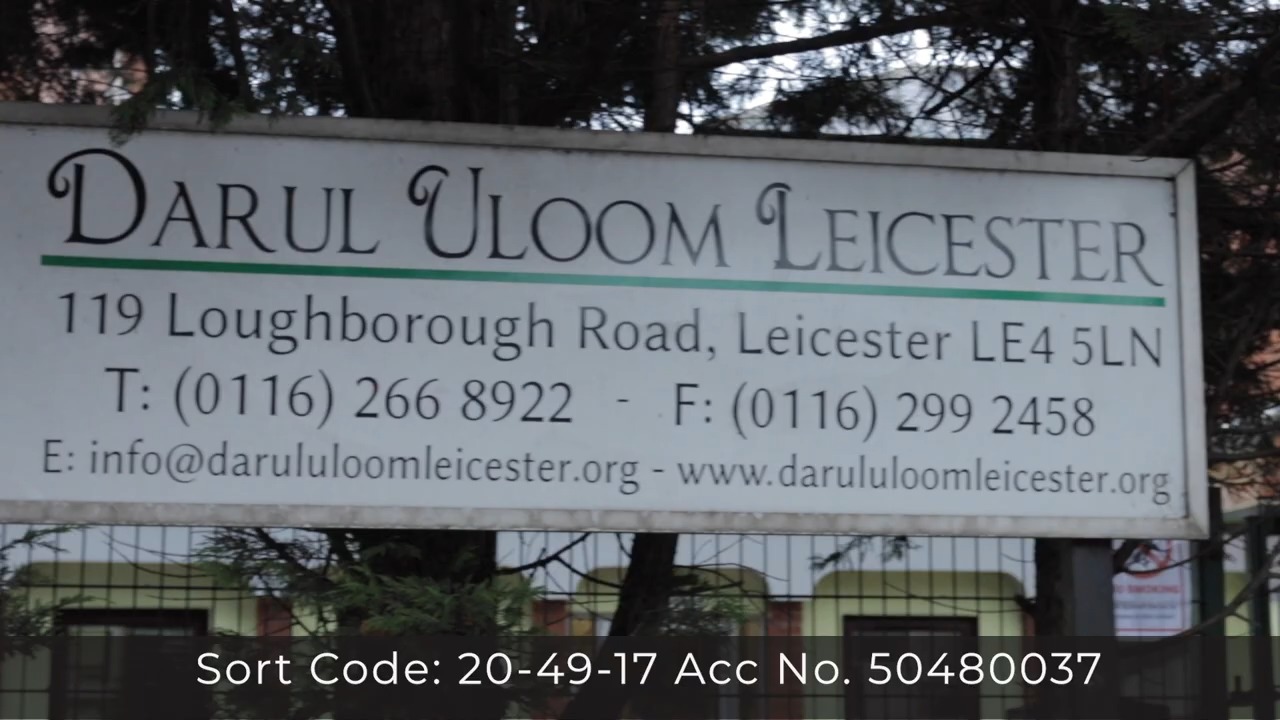 DARUL ULOOM LEICESTER
119 Loughborough Road, Leicester LE4 5LN
T: (0116) 266 8922 - F: (0116) 299 2458
E: info@darululoomleicester.org - www.darululoomleicester.org
Sort Code: 20-49-17 Acc No. 50480037